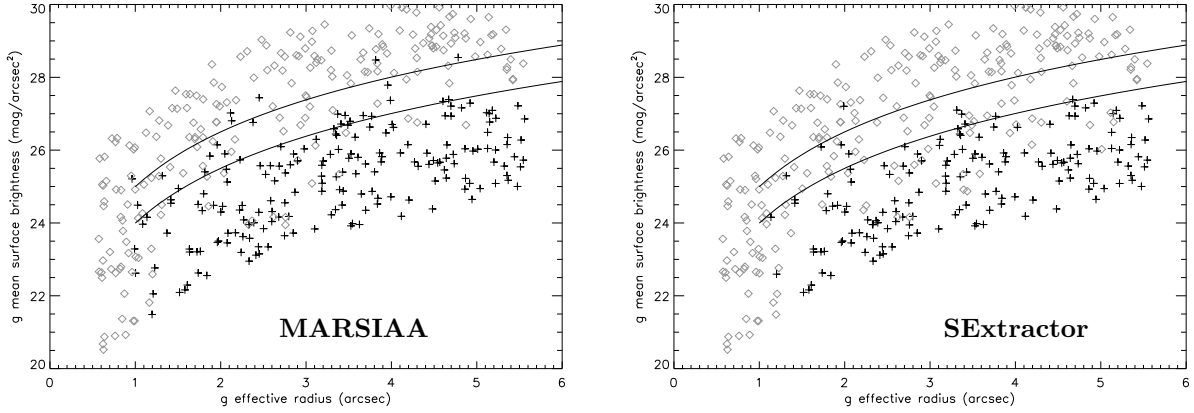 30
28
26
24
22
20
g mean surface brightness (mag/arcsec²)
MARSIAA
0 1 2 3 4 5 6
g effective radius (arcsec)
30
28
26
24
22
20
g mean surface brightness (mag/arcsec²)
SExtractor
0 1 2 3 4 5 6
g effective radius (arcsec)